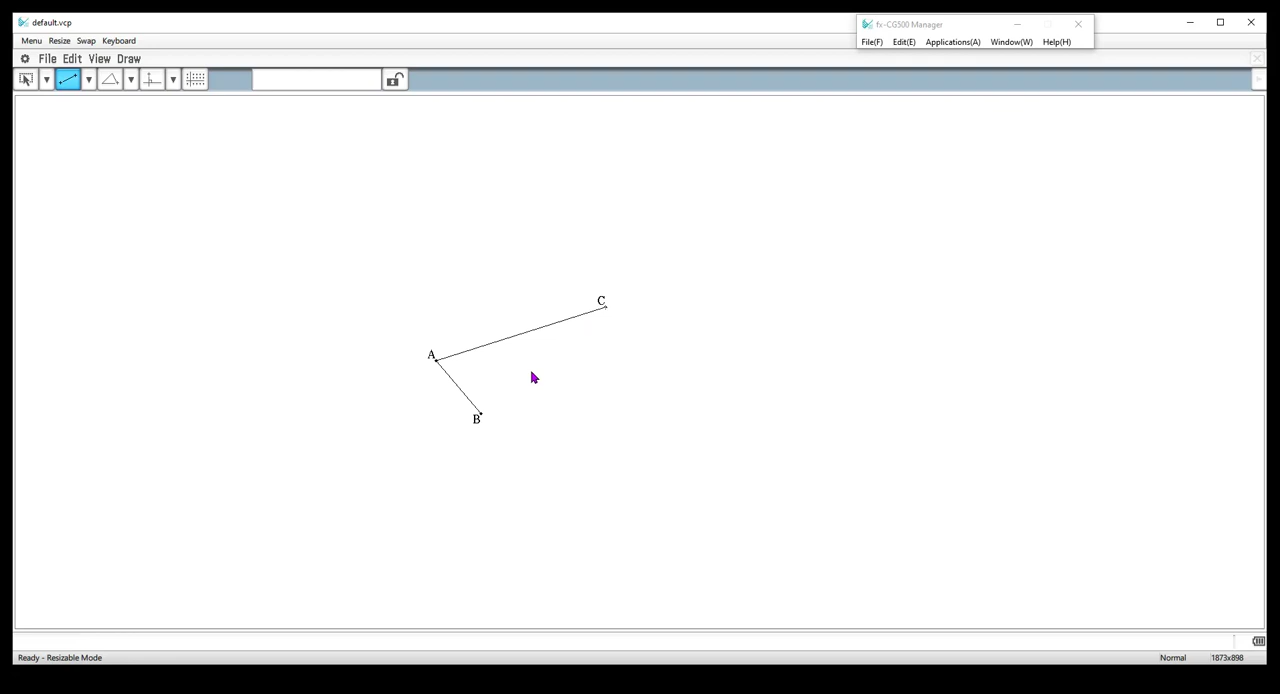 default.vcp
fx-CG500 Manager
File(F) Edit(E) Applications(A) Window(W) Help(H)
Menu Resize Swap Keyboard
File Edit View Draw
C
A
B
Ready - Resizable Mode
Normal 1873x898